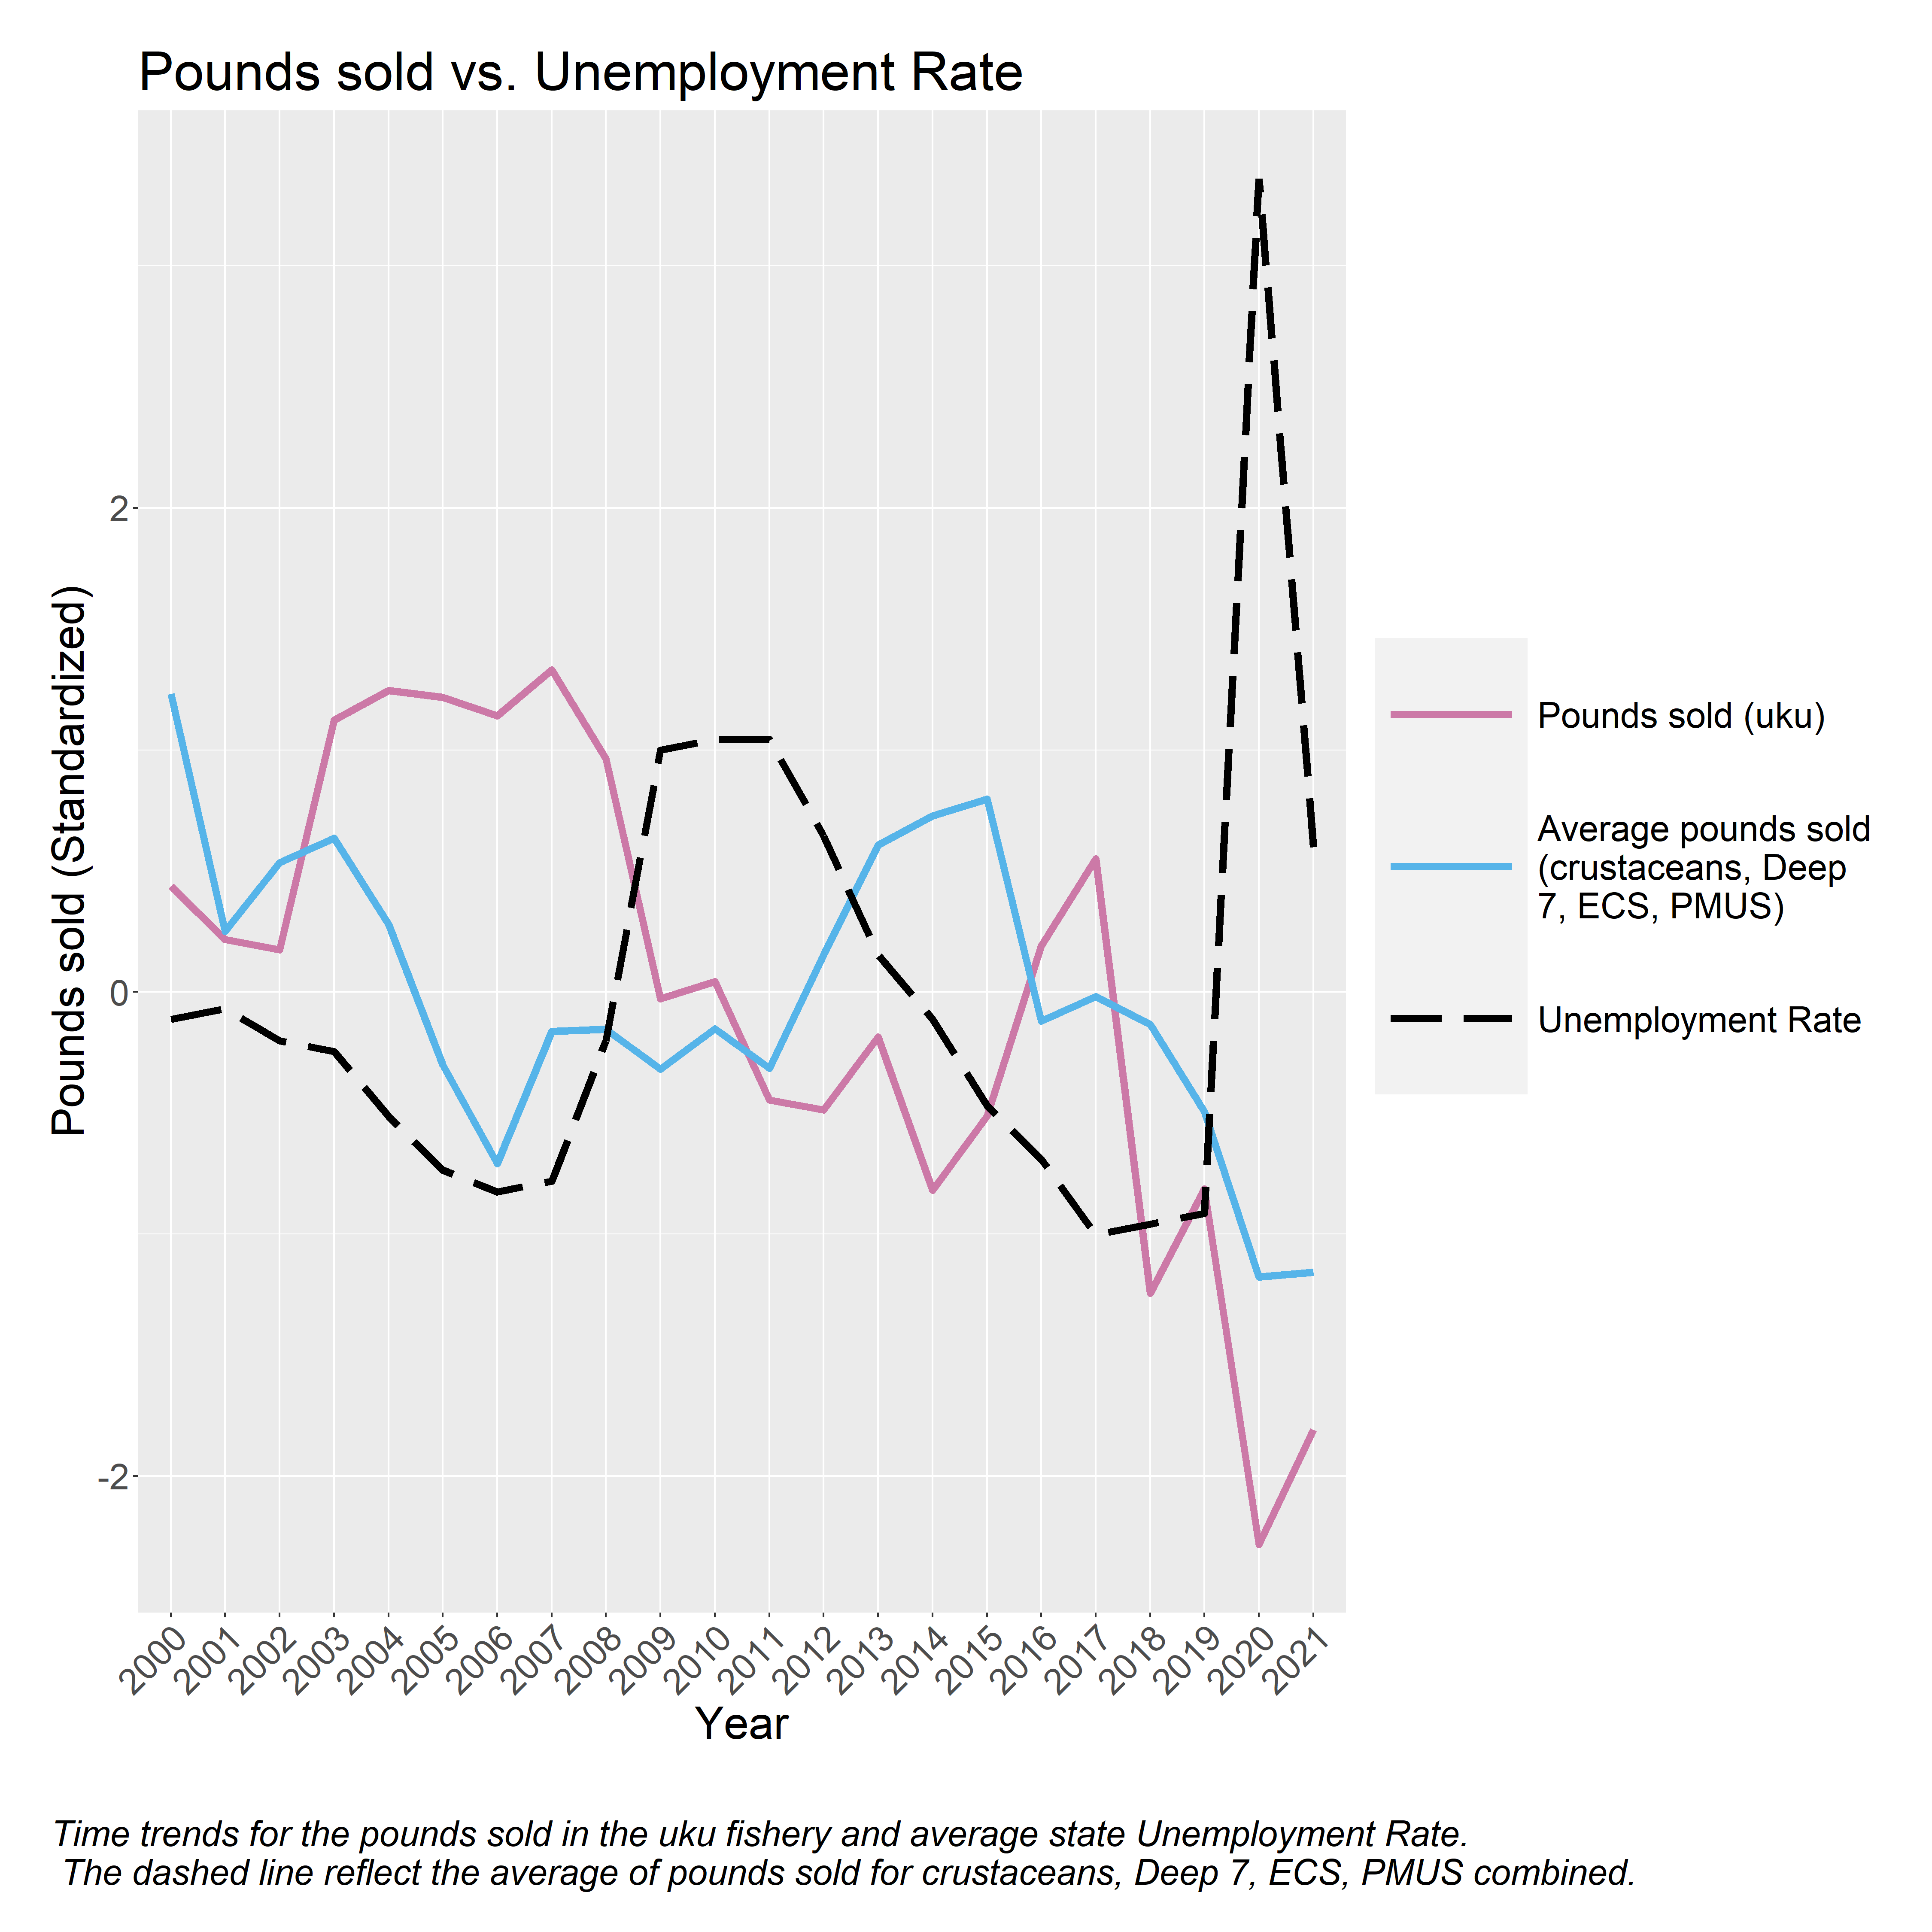 Pounds sold vs. Unemployment Rate
Pounds sold (Standardized)
2
0
-2
2000
2001
2002
2003
2004
2005
2006
2007
2008
2009
2010
2011
2012
2013
2014
2015
2016
2017
2018
2019
2020
2021
Year
Pounds sold (uku)
Average pounds sold
(crustaceans, Deep
7, ECS, PMUS)
Unemployment Rate
Time trends for the pounds sold in the uku fishery and average state Unemployment Rate.
The dashed line reflect the average of pounds sold for crustaceans, Deep 7, ECS, PMUS combined.